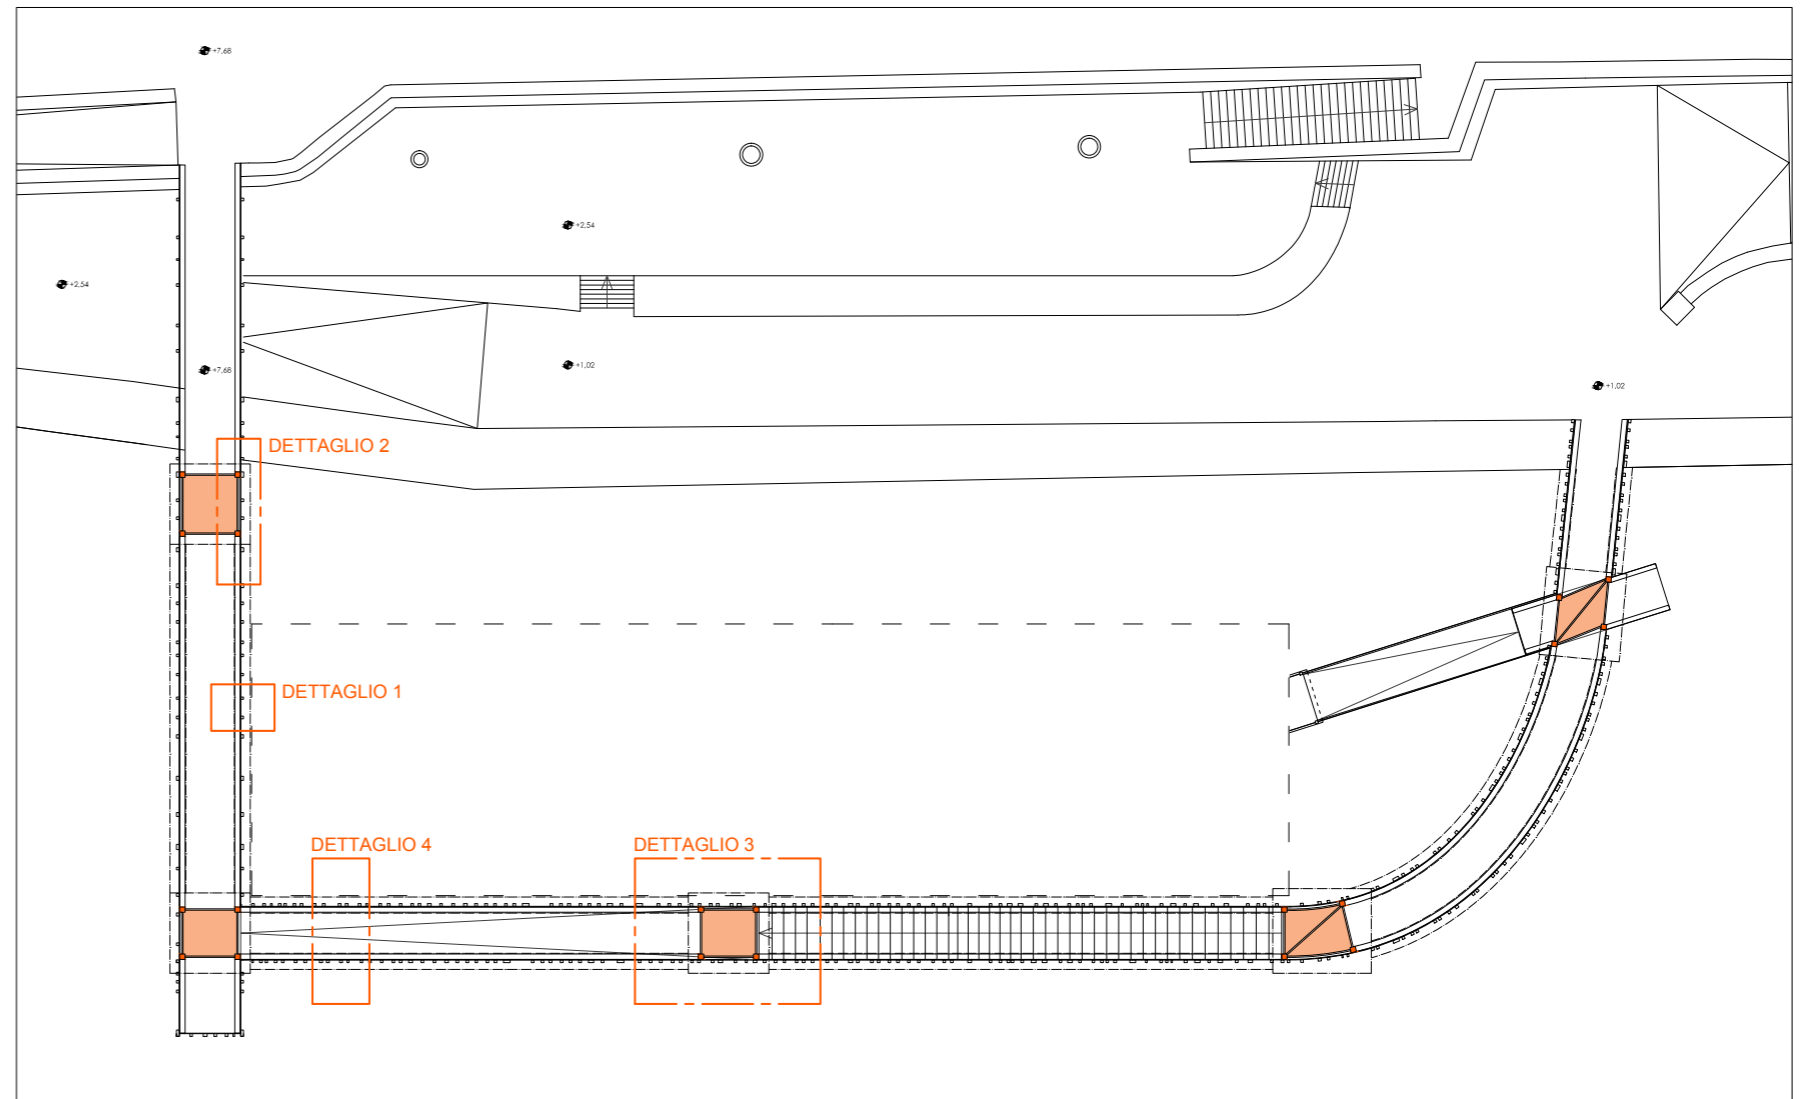 +7,68
+2,54
+2,54
+1,02
+7,68
+1,02
DETTAGLIO 2
DETTAGLIO 1
DETTAGLIO 4
DETTAGLIO 3